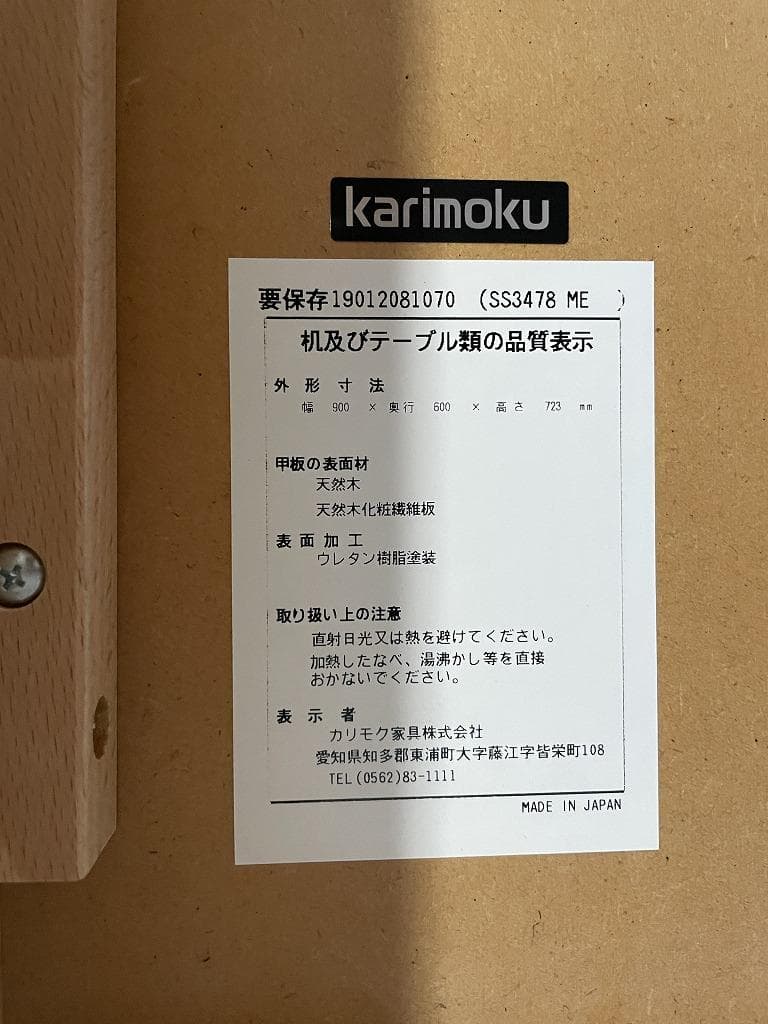 karimoku
要保存19012081070 (SS3478 ME )
机及びテーブル類の品質表示
外形寸法
幅 900 × 奥行 600 × 高さ 723 mm
甲板の表面材
天然木
天然木化粧繊維板
表面加工
ウレタン樹脂塗装
取り扱い上の注意
直射日光又は熱を避けてください。
加熱したなべ、湯沸かし等を直接
おかないでください。
表示者
カリモク家具株式会社
愛知県知多郡東浦町大字藤江字皆栄町108
TEL(0562)83-1111
MADE IN JAPAN